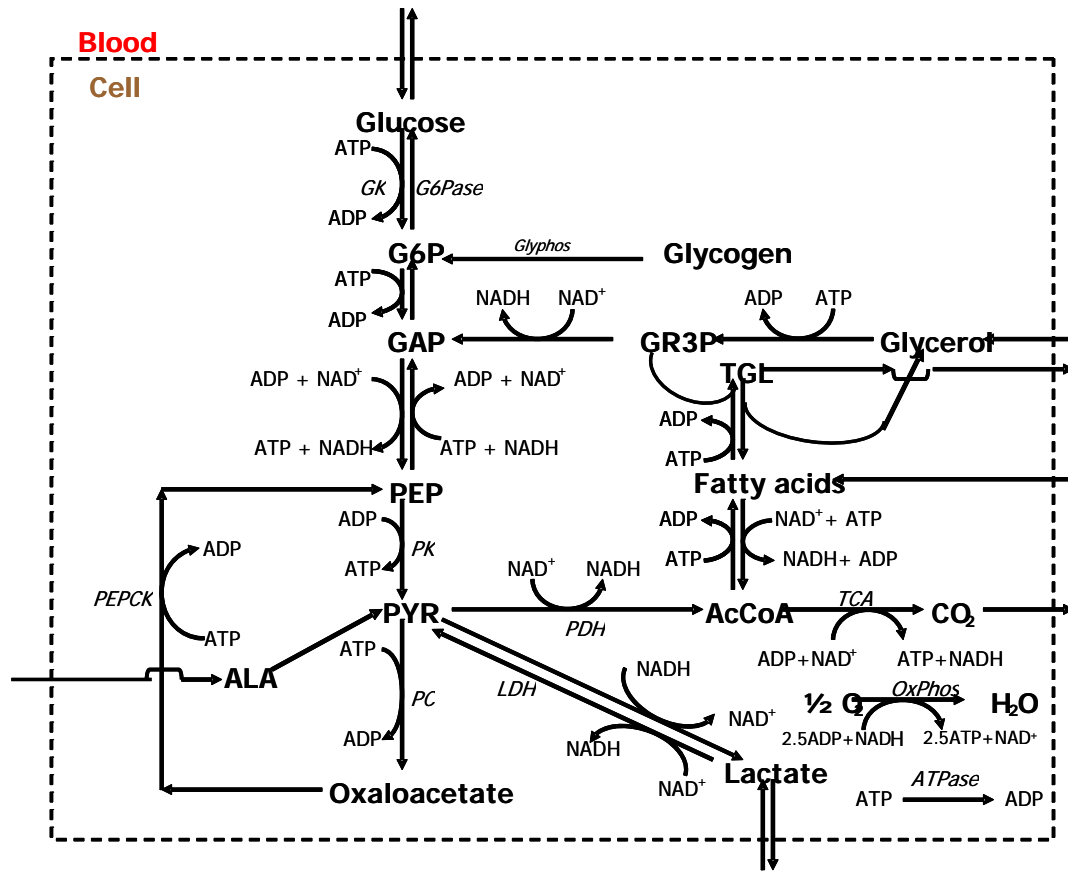 Blood
Cell
Glucose
ATP
GK
G6Pase
ADP
G6P
Glyphos
Glycogen
ATP
ADP
NADH
NAD+
ADP
ATP
GAP
GR3P
Glycerol
TGL
ADP + NAD+
ADP + NAD+
ATP + NADH
ATP + NADH
ADP
ATP
PEP
Fatty acids
ADP
PK
ATP
ADP
NAD+ + ATP
ATP
NADH + ADP
ADP
PEPCK
ATP
NAD+
NADH
PYR
PDH
AcCoA
TCA
CO2
ADP+NAD+
ATP+NADH
ALA
ATP
PC
ADP
LDH
NADH
NAD+
NADH
NAD+
½ O2
OxPhos
H2O
2.5ADP+NADH
2.5ATP+NAD+
Lactate
Oxaloacetate
ATP
ATPase
ADP